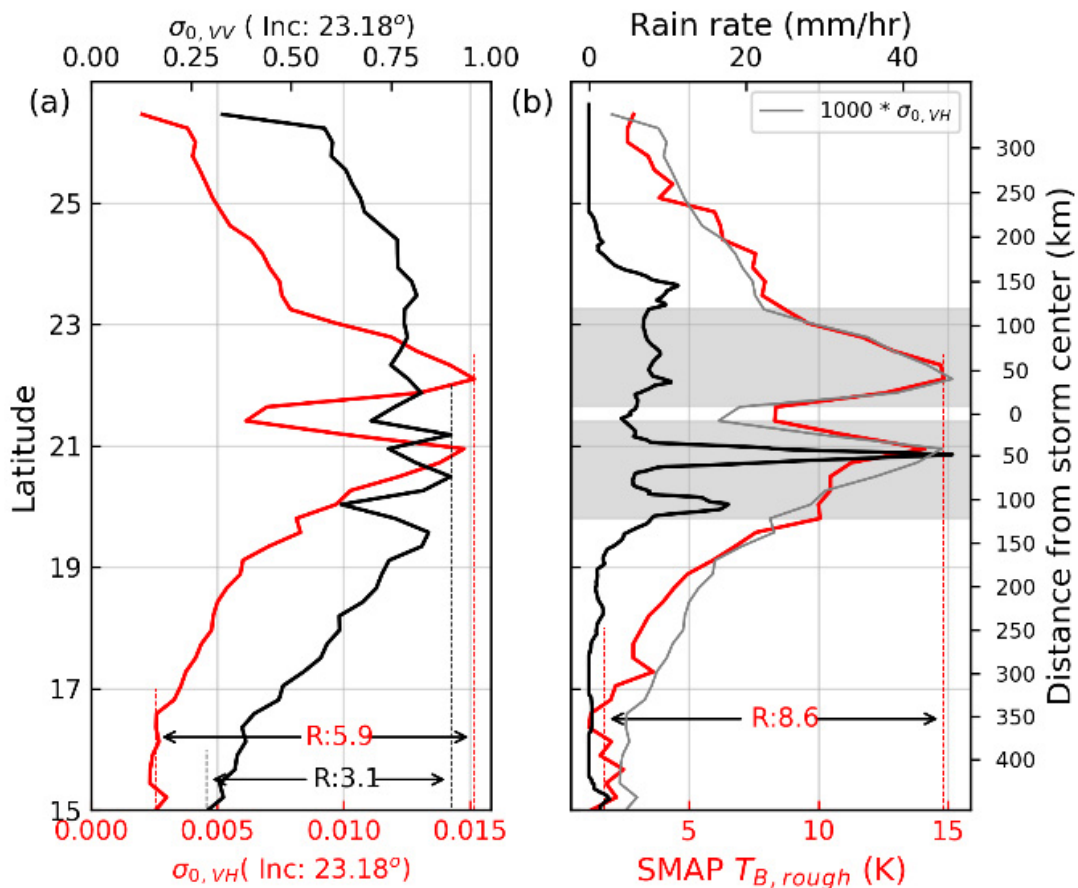 σ0, VV ( Inc: 23.18o)
0.00 0.25 0.50 0.75 1.00
Rain rate (mm/hr)
0 20 40
(a)
(b)
1000 * σ0, VH
Latitude
25
23
21
19
17
15
300
250
200
150
100
50
0
50
100
150
200
250
300
350
400
Distance from storm center (km)
R:5.9
R:3.1
R:8.6
0.000 0.005 0.010 0.015
σ0, VH( Inc: 23.18o)
5 10 15
SMAP TB, rough (K)